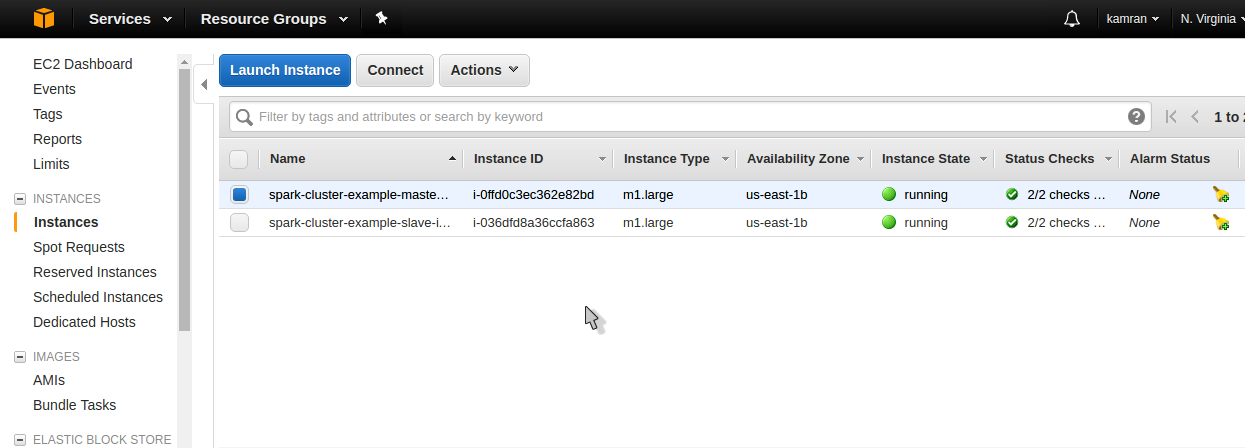 Services Resource Groups kamran N. Virginia
EC2 Dashboard
Events
Tags
Reports
Limits
INSTANCES
Instances
Spot Requests
Reserved Instances
Scheduled Instances
Dedicated Hosts
IMAGES
AMIs
Bundle Tasks
ELASTIC BLOCK STORE
Launch Instance Connect Actions
Filter by tags and attributes or search by keyword ? 1 to
Name Instance ID Instance Type Availability Zone Instance State Status Checks Alarm Status
spark-cluster-example-maste… i-0ffd0c3ec362e82bd m1.large us-east-1b running 2/2 checks … None
spark-cluster-example-slave-i… i-036dfd8a36ccfa863 m1.large us-east-1b running 2/2 checks … None